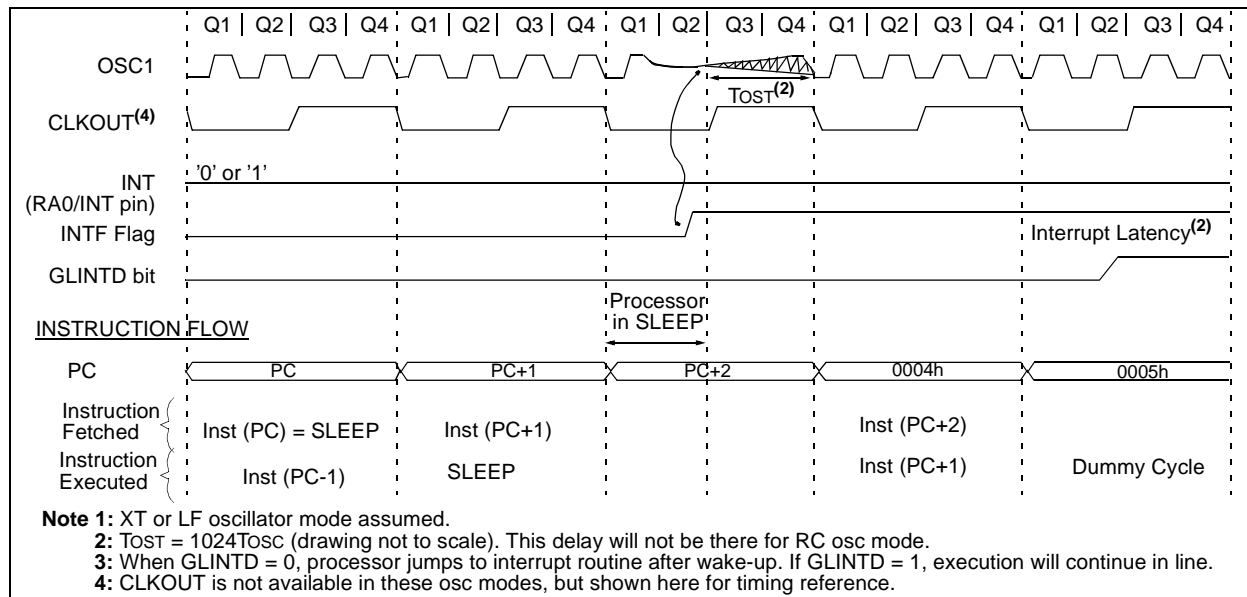 Q1 Q2 Q3 Q4 Q1 Q2 Q3 Q4 Q1 Q2 Q3 Q4 Q1 Q2 Q3 Q4 Q1 Q2 Q3 Q4
OSC1
TOST(2)
CLKOUT(4)
'0' or '1'
INT
(RA0/INT pin)
INTF Flag
Interrupt Latency(2)
GLINTD bit
Processor
in SLEEP
INSTRUCTION FLOW
PC PC PC+1 PC+2 0004h 0005h
Instruction
Fetched
Inst (PC) = SLEEP Inst (PC+1) Inst (PC+2)
Instruction
Executed
Inst (PC-1) SLEEP Inst (PC+1) Dummy Cycle
Note 1: XT or LF oscillator mode assumed.
2: TOST = 1024TOSC (drawing not to scale). This delay will not be there for RC osc mode.
3: When GLINTD = 0, processor jumps to interrupt routine after wake-up. If GLINTD = 1, execution will continue in line.
4: CLKOUT is not available in these osc modes, but shown here for timing reference.